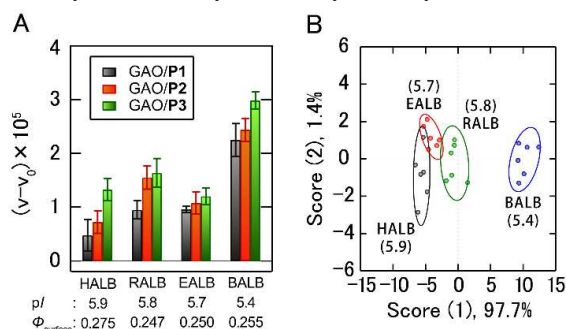 A
GAO/P1
GAO/P2
GAO/P3
(v−v0)×10^5
4
3
2
1
0
HALB RALB EALB BALB
pI : 5.9 5.8 5.7 5.4
Φsurface : 0.275 0.247 0.250 0.255
B
Score (2), 1.4%
6
4
2
0
−2
−4
−6
(5.7)
EALB
(5.8)
RALB
HALB
(5.9)
BALB
(5.4)
−15 −10 −5 0 5 10 15
Score (1), 97.7%